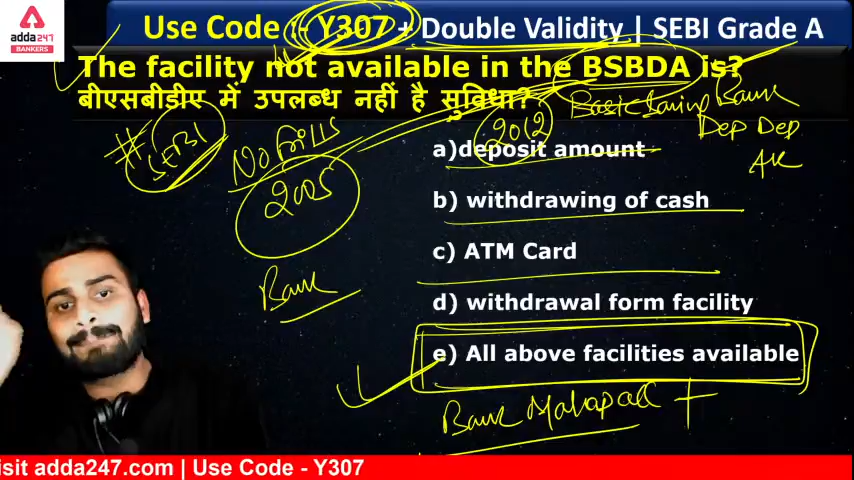 adda247
BANKERS
Use Code :- Y307 + Double Validity | SEBI Grade A
The facility not available in the BSBDA is?
बीएसबीडीए में उपलब्ध नहीं है सुविधा?
Basic Saving Bank
Dep Dep
A/c
2012
# SEBI
No Frills
2005
a)deposit amount
b) withdrawing of cash
c) ATM Card
Bank
d) withdrawal form facility
e) All above facilities available
Bank Mahapack +
isit adda247.com | Use Code - Y307